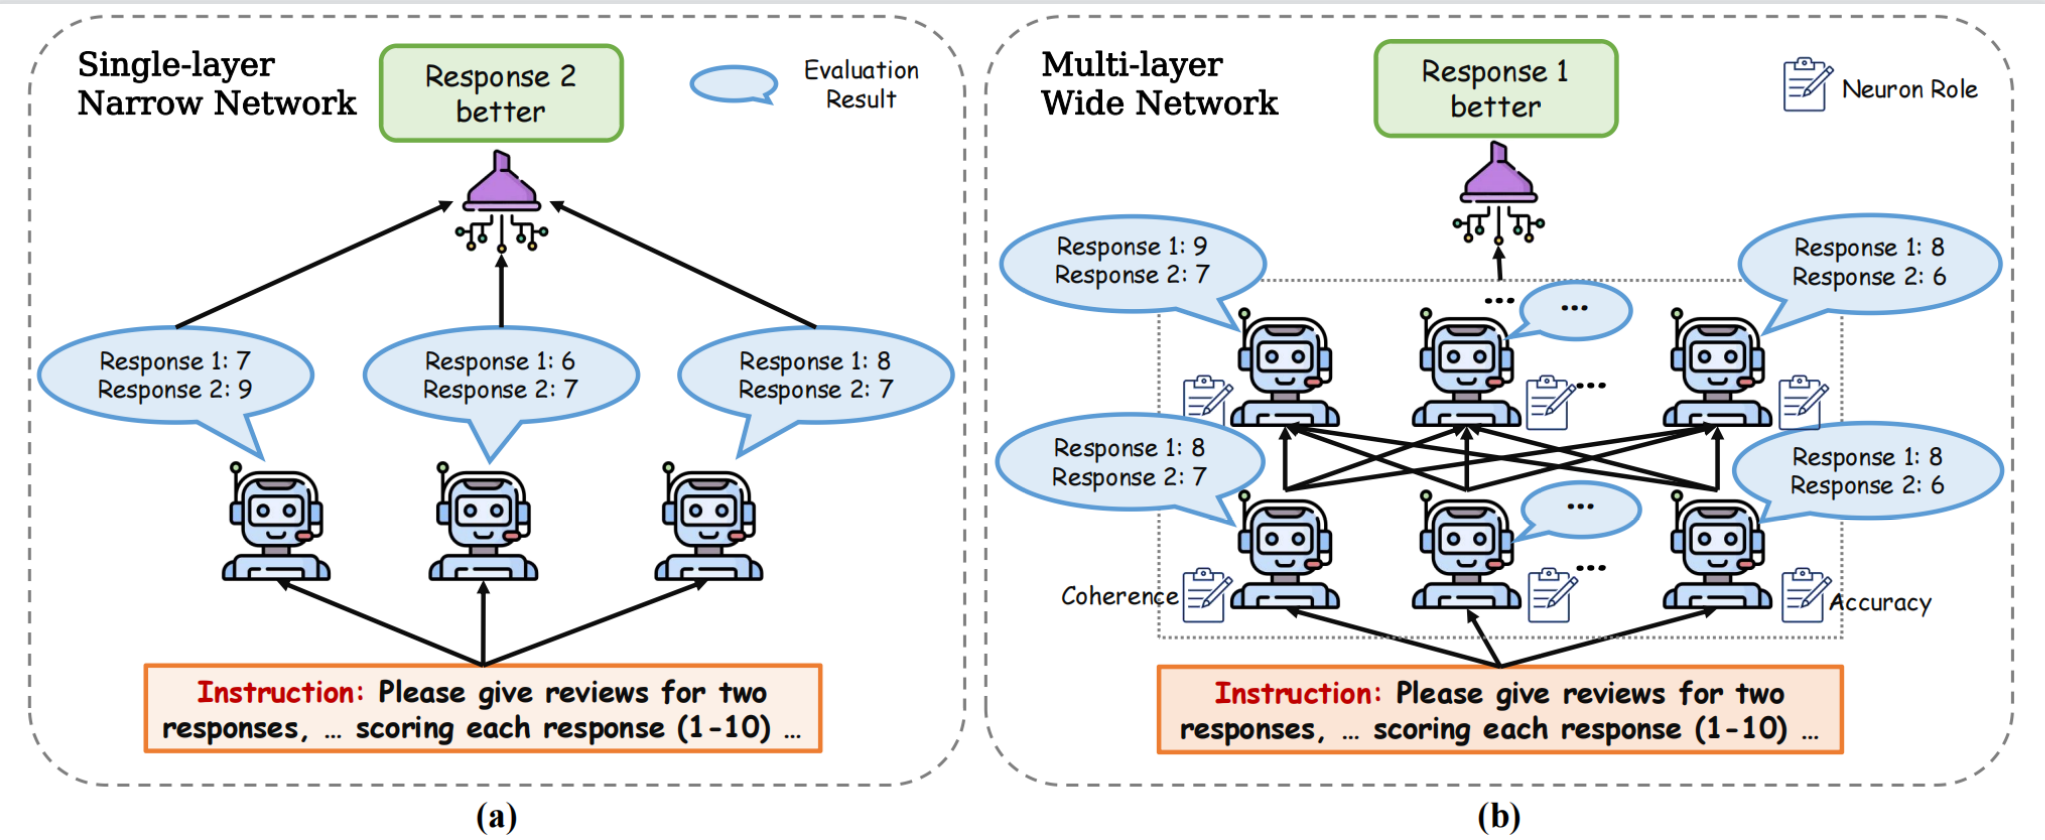 Single-layer
Narrow Network
Response 2
better
Evaluation
Result
Response 1: 7
Response 2: 9
Response 1: 6
Response 2: 7
Response 1: 8
Response 2: 7
Instruction: Please give reviews for two
responses, ... scoring each response (1-10) ...
(a)
Multi-layer
Wide Network
Response 1
better
Neuron Role
Response 1: 9
Response 2: 7
Response 1: 8
Response 2: 6
...
...
...
Response 1: 8
Response 2: 7
Response 1: 8
Response 2: 6
...
...
Coherence
Accuracy
Instruction: Please give reviews for two
responses, ... scoring each response (1-10) ...
(b)